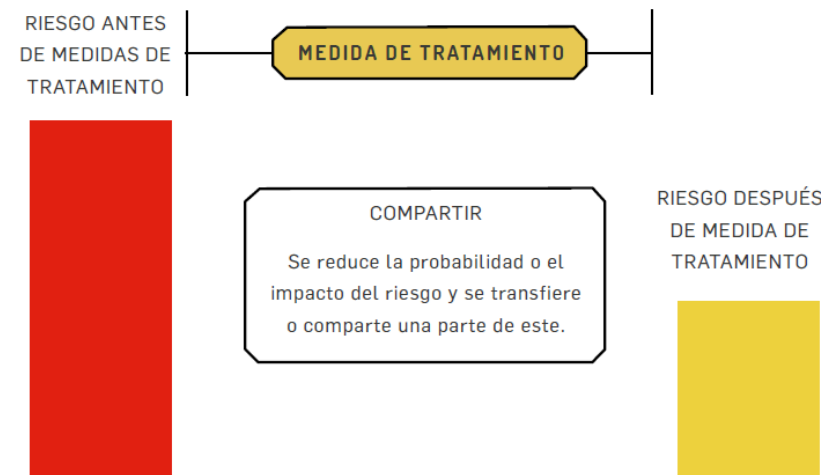 RIESGO ANTES
DE MEDIDAS DE
TRATAMIENTO
MEDIDA DE TRATAMIENTO
COMPARTIR
Se reduce la probabilidad o el
impacto del riesgo y se transfiere
o comparte una parte de este.
RIESGO DESPUÉS
DE MEDIDA DE
TRATAMIENTO